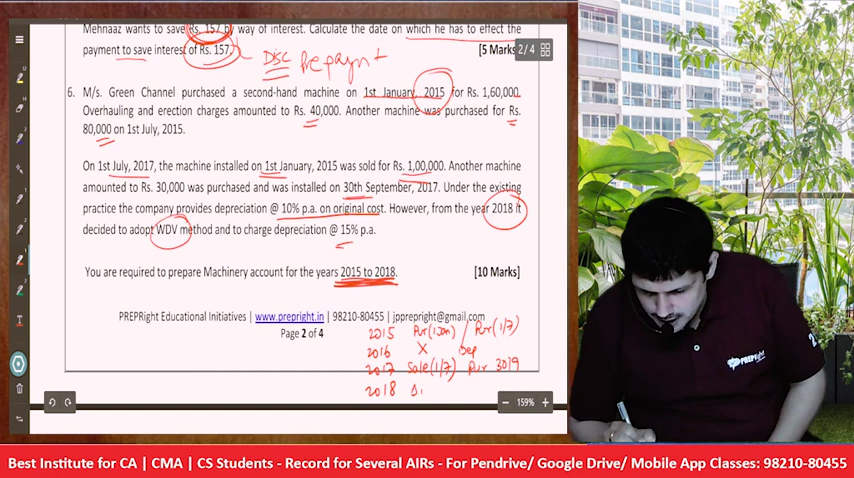 Mehnaaz wants to save Rs. 157 by way of interest. Calculate the date on which he has to effect the
payment to save interest of Rs. 157.
[5 Marks]
2/4
Disc Prepaynt
6. M/s. Green Channel purchased a second-hand machine on 1st January, 2015 for Rs. 1,60,000.
Overhauling and erection charges amounted to Rs. 40,000. Another machine was purchased for Rs.
80,000 on 1st July, 2015.
On 1st July, 2017, the machine installed on 1st January, 2015 was sold for Rs. 1,00,000. Another machine
amounted to Rs. 30,000 was purchased and was installed on 30th September, 2017. Under the existing
practice the company provides depreciation @ 10% p.a. on original cost. However, from the year 2018 it
decided to adopt WDV method and to charge depreciation @ 15% p.a.
You are required to prepare Machinery account for the years 2015 to 2018. [10 Marks]
PREPRight Educational Initiatives | www.prepright.in | 98210-80455 | jpprepright@gmail.com
Page 2 of 4
2015 Pur(1Jan) / Pur(1/7)
2016 X Dep
2017 Sale(1/7) Pur 30/9
2018
159%
PREPRight
Best Institute for CA | CMA | CS Students - Record for Several AIRs - For Pendrive/ Google Drive/ Mobile App Classes: 98210-80455